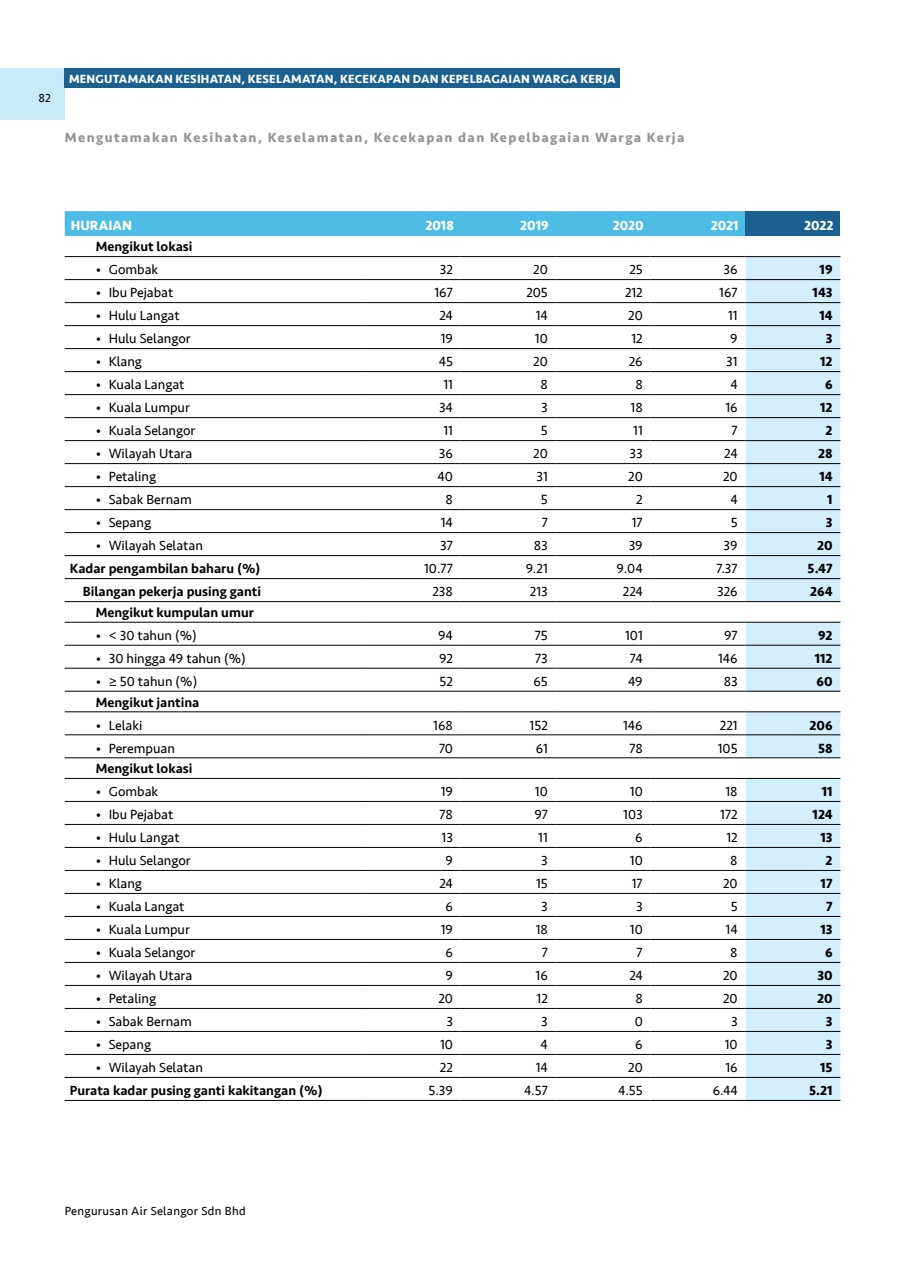 MENGUTAMAKAN KESIHATAN, KESELAMATAN, KECEKAPAN DAN KEPELBAGAIAN WARGA KERJA
82
Mengutamakan Kesihatan, Keselamatan, Kecekapan dan Kepelbagaian Warga Kerja
HURAIAN 2018 2019 2020 2021 2022
Mengikut lokasi
• Gombak 32 20 25 36 19
• Ibu Pejabat 167 205 212 167 143
• Hulu Langat 24 14 20 11 14
• Hulu Selangor 19 10 12 9 3
• Klang 45 20 26 31 12
• Kuala Langat 11 8 8 4 6
• Kuala Lumpur 34 3 18 16 12
• Kuala Selangor 11 5 11 7 2
• Wilayah Utara 36 20 33 24 28
• Petaling 40 31 20 20 14
• Sabak Bernam 8 5 2 4 1
• Sepang 14 7 17 5 3
• Wilayah Selatan 37 83 39 39 20
Kadar pengambilan baharu (%) 10.77 9.21 9.04 7.37 5.47
Bilangan pekerja pusing ganti 238 213 224 326 264
Mengikut kumpulan umur
• < 30 tahun (%) 94 75 101 97 92
• 30 hingga 49 tahun (%) 92 73 74 146 112
• ≥ 50 tahun (%) 52 65 49 83 60
Mengikut jantina
• Lelaki 168 152 146 221 206
• Perempuan 70 61 78 105 58
Mengikut lokasi
• Gombak 19 10 10 18 11
• Ibu Pejabat 78 97 103 172 124
• Hulu Langat 13 11 6 12 13
• Hulu Selangor 9 3 10 8 2
• Klang 24 15 17 20 17
• Kuala Langat 6 3 3 5 7
• Kuala Lumpur 19 18 10 14 13
• Kuala Selangor 6 7 7 8 6
• Wilayah Utara 9 16 24 20 30
• Petaling 20 12 8 20 20
• Sabak Bernam 3 3 0 3 3
• Sepang 10 4 6 10 3
• Wilayah Selatan 22 14 20 16 15
Purata kadar pusing ganti kakitangan (%) 5.39 4.57 4.55 6.44 5.21
Pengurusan Air Selangor Sdn Bhd